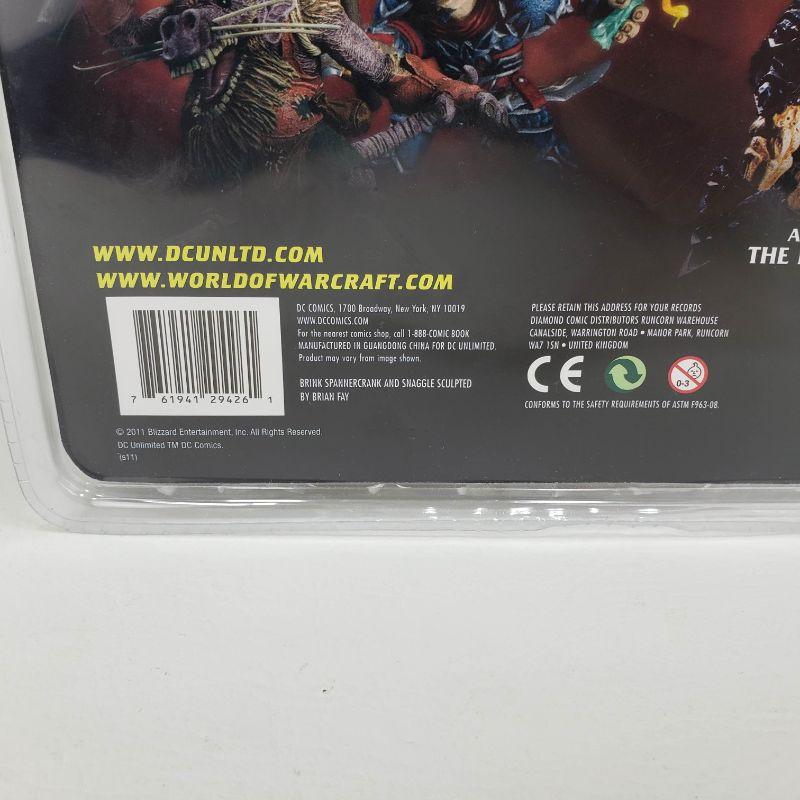 WWW.DCUNLTD.COM
WWW.WORLDOFWARCRAFT.COM
A
THE
7 61941 29426 1
DC COMICS, 1700 Broadway, New York, NY 10019
WWW.DCCOMICS.COM
For the nearest comics shop, call 1-888-COMIC BOOK
MANUFACTURED IN GUANGDONG CHINA FOR DC UNLIMITED.
Product may vary from image shown.
BRINK SPANNERCRANK AND SNAGGLE SCULPTED
BY BRIAN FAY
PLEASE RETAIN THIS ADDRESS FOR YOUR RECORDS
DIAMOND COMIC DISTRIBUTORS RUNCORN WAREHOUSE
CANALSIDE, WARRINGTON ROAD • MANOR PARK, RUNCORN
WA7 1SN • UNITED KINGDOM
CE
0-3
CONFORMS TO THE SAFETY REQUIREMENTS OF ASTM F963-08.
© 2011 Blizzard Entertainment, Inc. All Rights Reserved.
DC Unlimited TM DC Comics.
(s11)